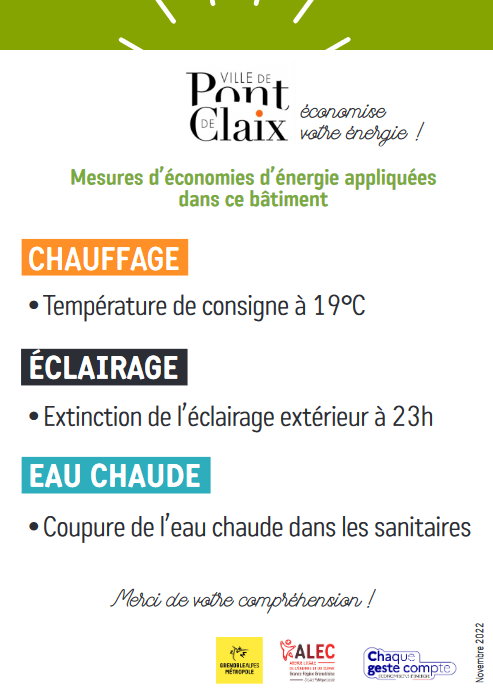 VILLE DE
Pont
DE
Claix
économise
votre énergie !
Mesures d'économies d'énergie appliquées
dans ce bâtiment
CHAUFFAGE
• Température de consigne à 19°C
ÉCLAIRAGE
• Extinction de l'éclairage extérieur à 23h
EAU CHAUDE
• Coupure de l'eau chaude dans les sanitaires
Merci de votre compréhension !
GRENOBLEALPES
MÉTROPOLE
ALEC
Chaque
geste compte
Novembre 2022